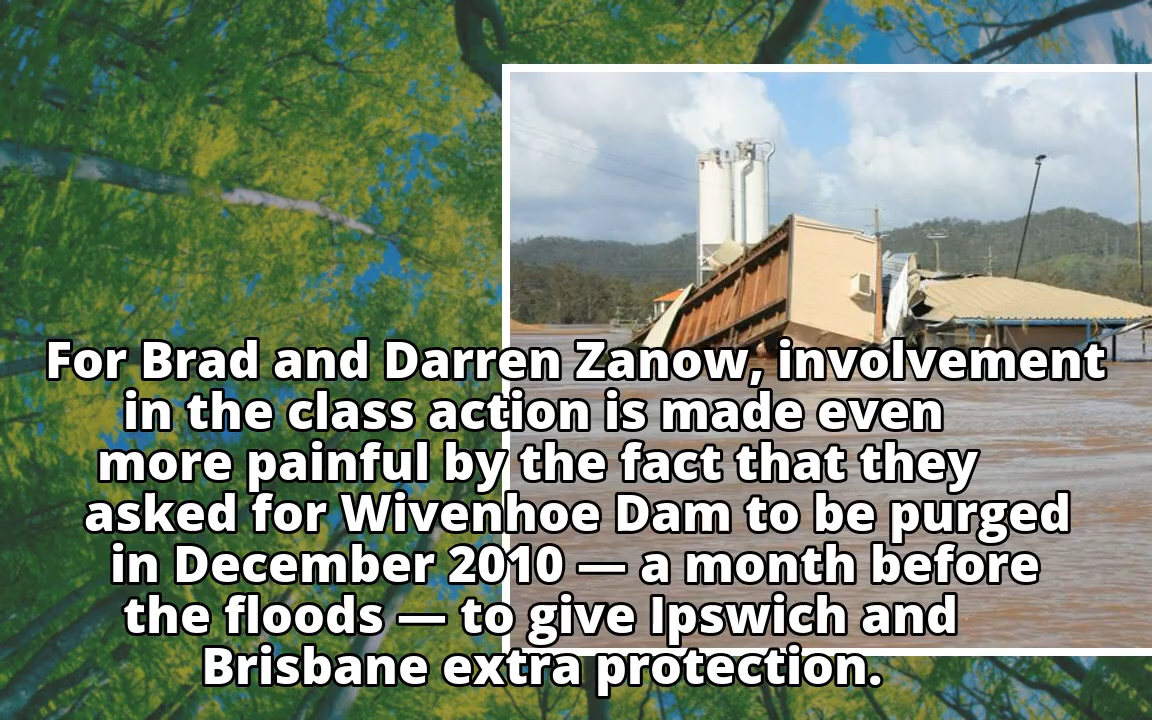 For Brad and Darren Zanow, involvement
in the class action is made even
more painful by the fact that they
asked for Wivenhoe Dam to be purged
in December 2010 — a month before
the floods — to give Ipswich and
Brisbane extra protection.